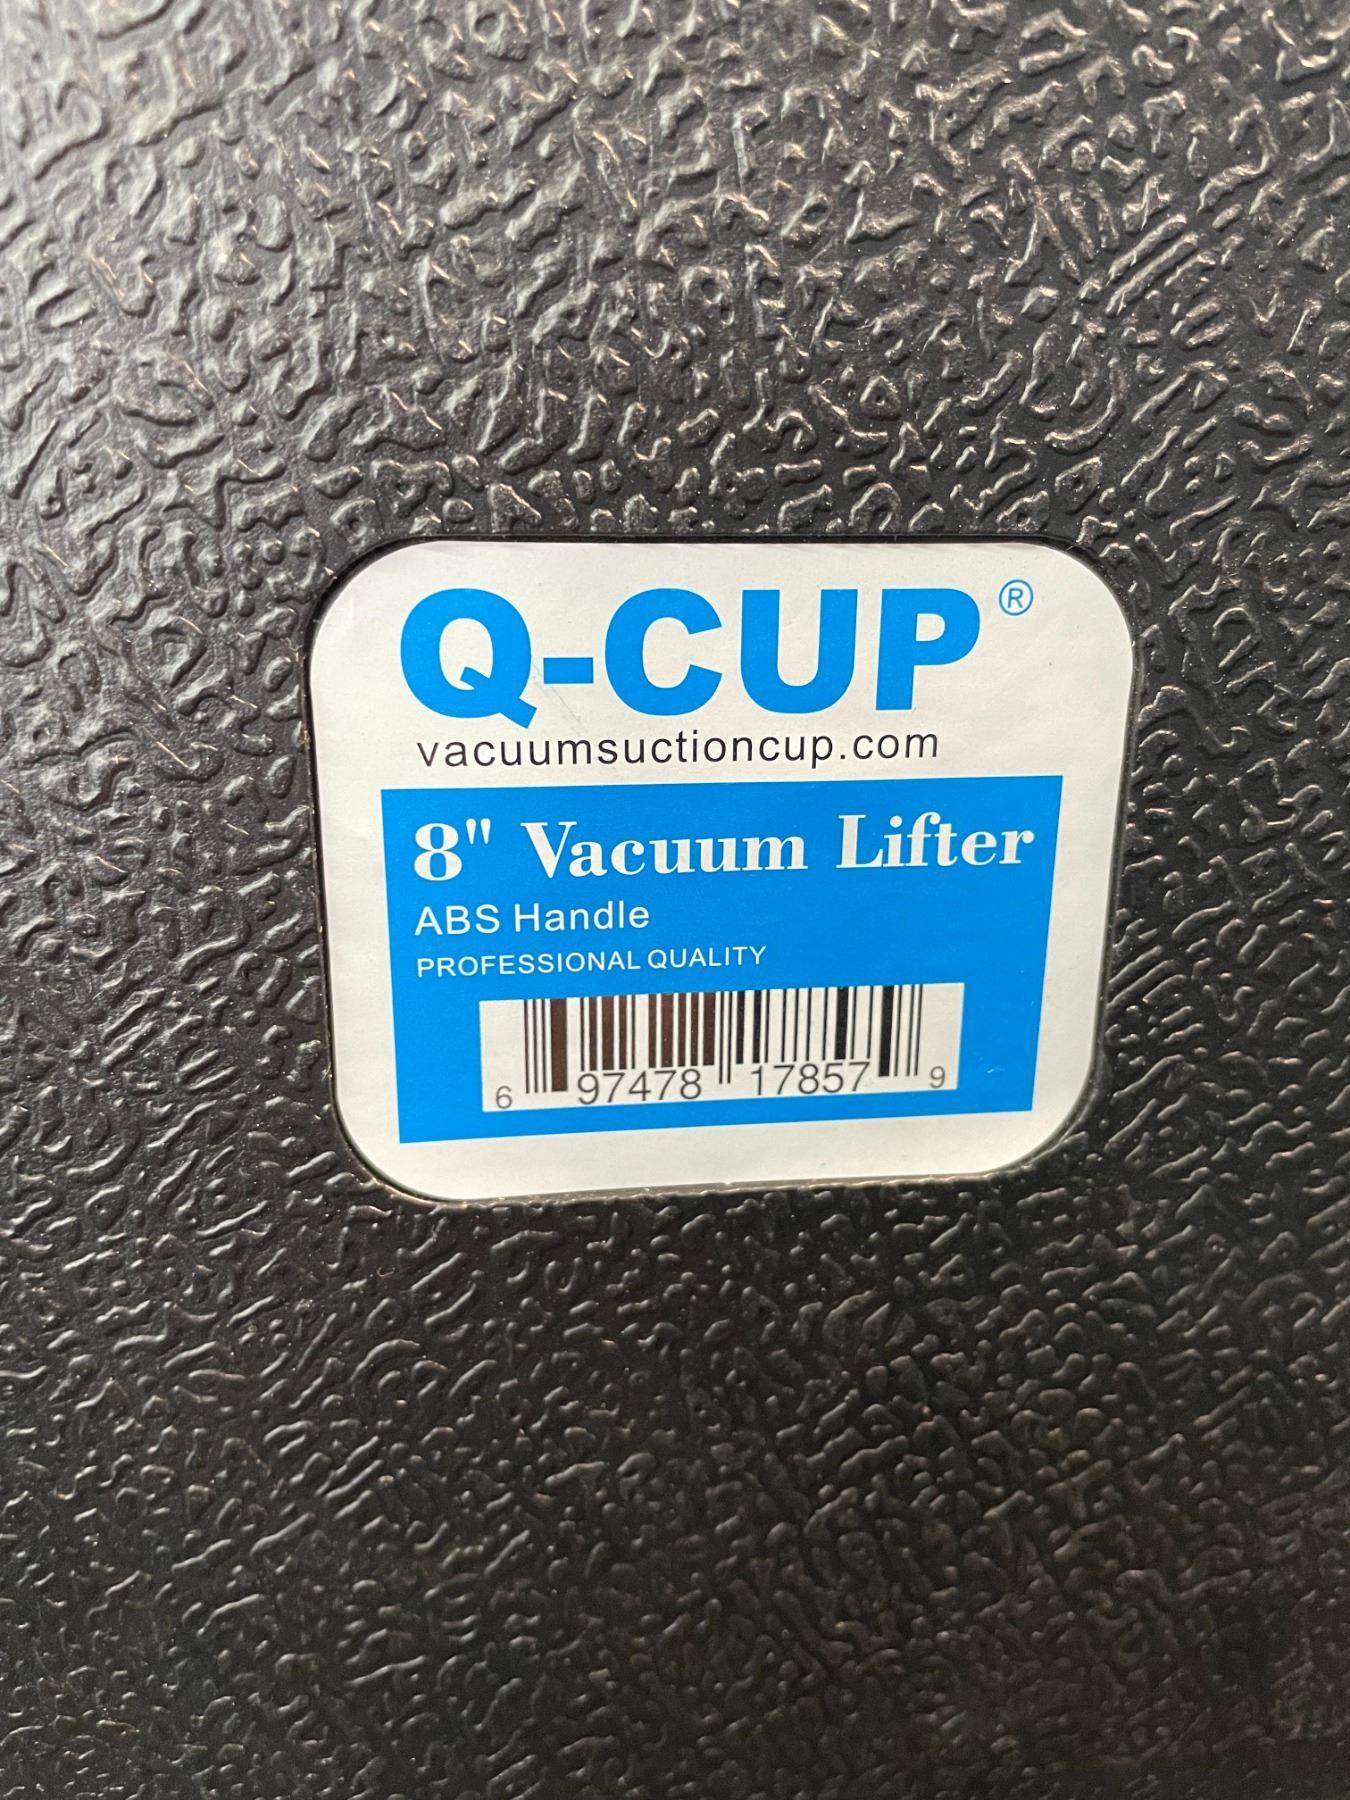 Q-CUP®
vacuumsuctioncup.com
8" Vacuum Lifter
ABS Handle
PROFESSIONAL QUALITY
6 97478 17857 9